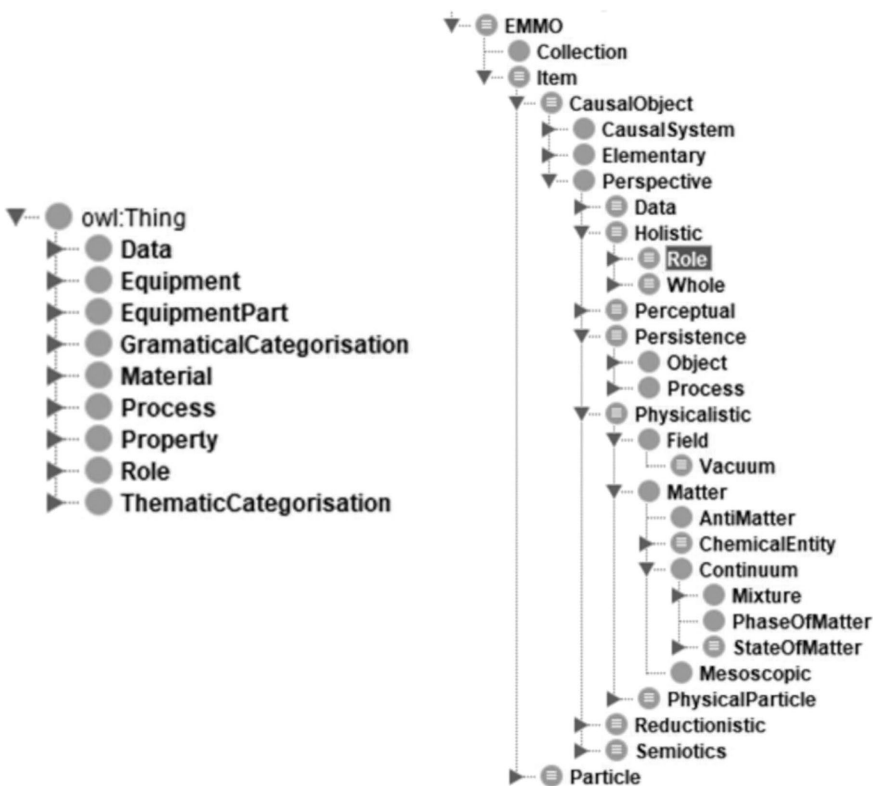 owl:Thing
Data
Equipment
EquipmentPart
GramaticalCategorisation
Material
Process
Property
Role
ThematicCategorisation
EMMO
Collection
Item
CausalObject
CausalSystem
Elementary
Perspective
Data
Holistic
Role
Whole
Perceptual
Persistence
Object
Process
Physicalistic
Field
Vacuum
Matter
AntiMatter
ChemicalEntity
Continuum
Mixture
PhaseOfMatter
StateOfMatter
Mesoscopic
PhysicalParticle
Reductionistic
Semiotics
Particle